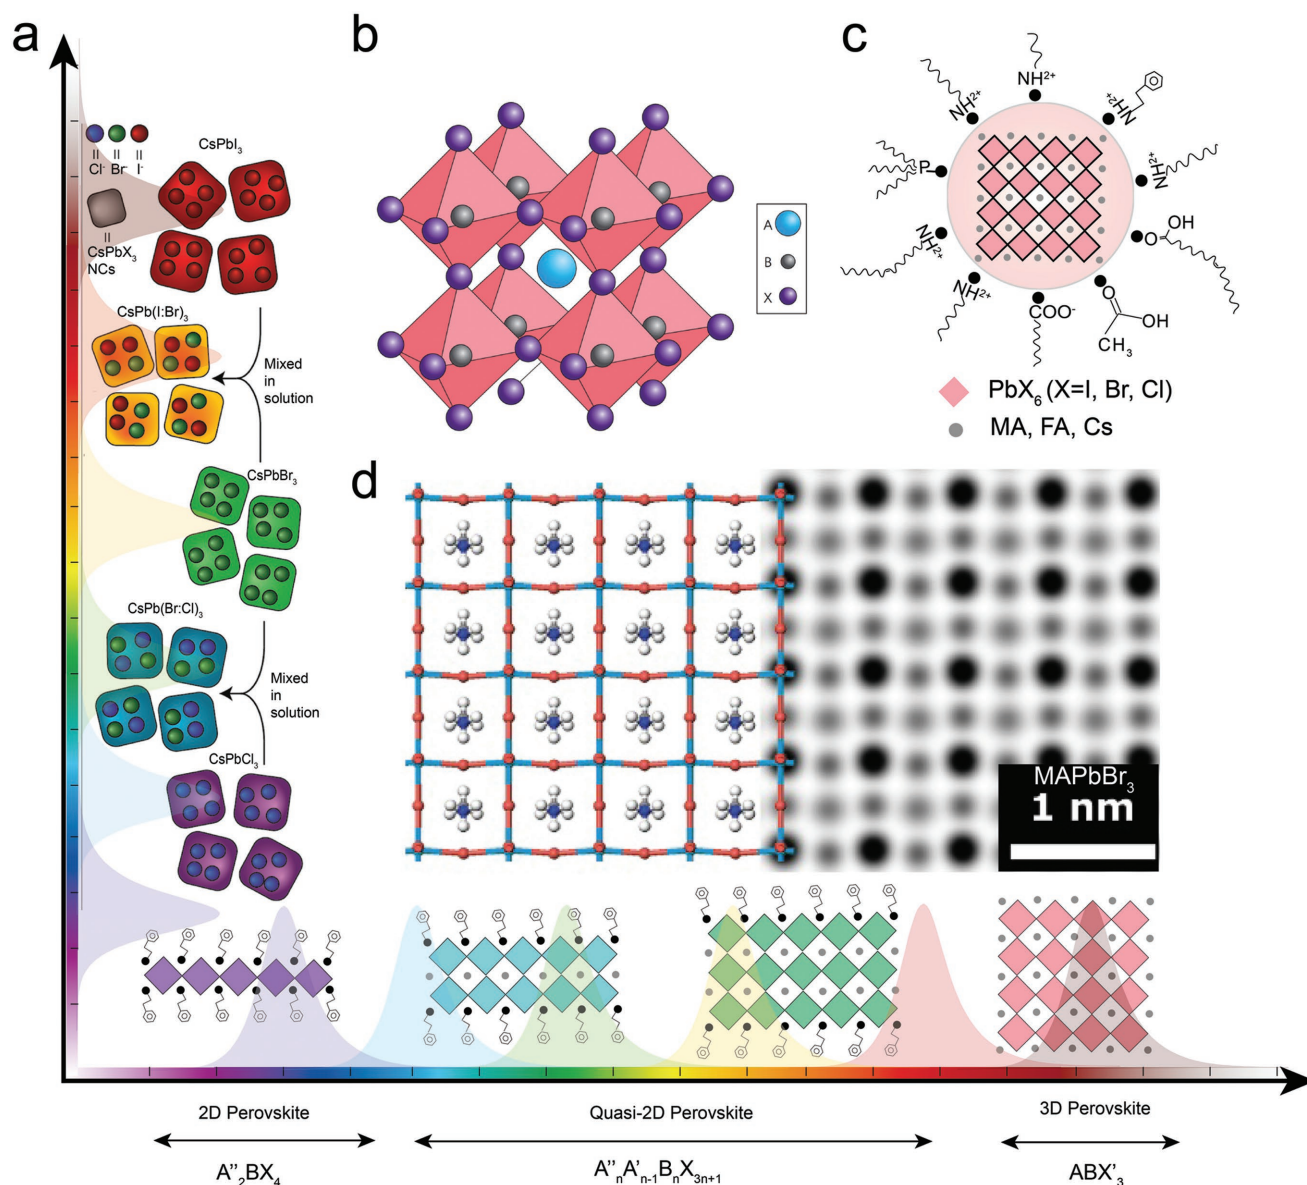 a
b
c
CsPbI₃
||
||
||
Cl⁻
Br⁻
I⁻
||
CsPbX₃
NCs
CsPb(I:Br)₃
Mixed
in
solution
CsPbBr₃
CsPb(Br:Cl)₃
Mixed
in
solution
CsPbCl₃
A
B
X
NH²⁺
NH²⁺
NH²⁺
P
NH²⁺
NH²⁺
NH²⁺
OH
O
COO⁻
O
OH
CH₃
PbX₆ (X=I, Br, Cl)
MA, FA, Cs
d
MAPbBr₃
1 nm
2D Perovskite
Quasi-2D Perovskite
3D Perovskite
A''₂BX₄
A''ₙA'ₙ₋₁BₙX₃ₙ₊₁
ABX'₃